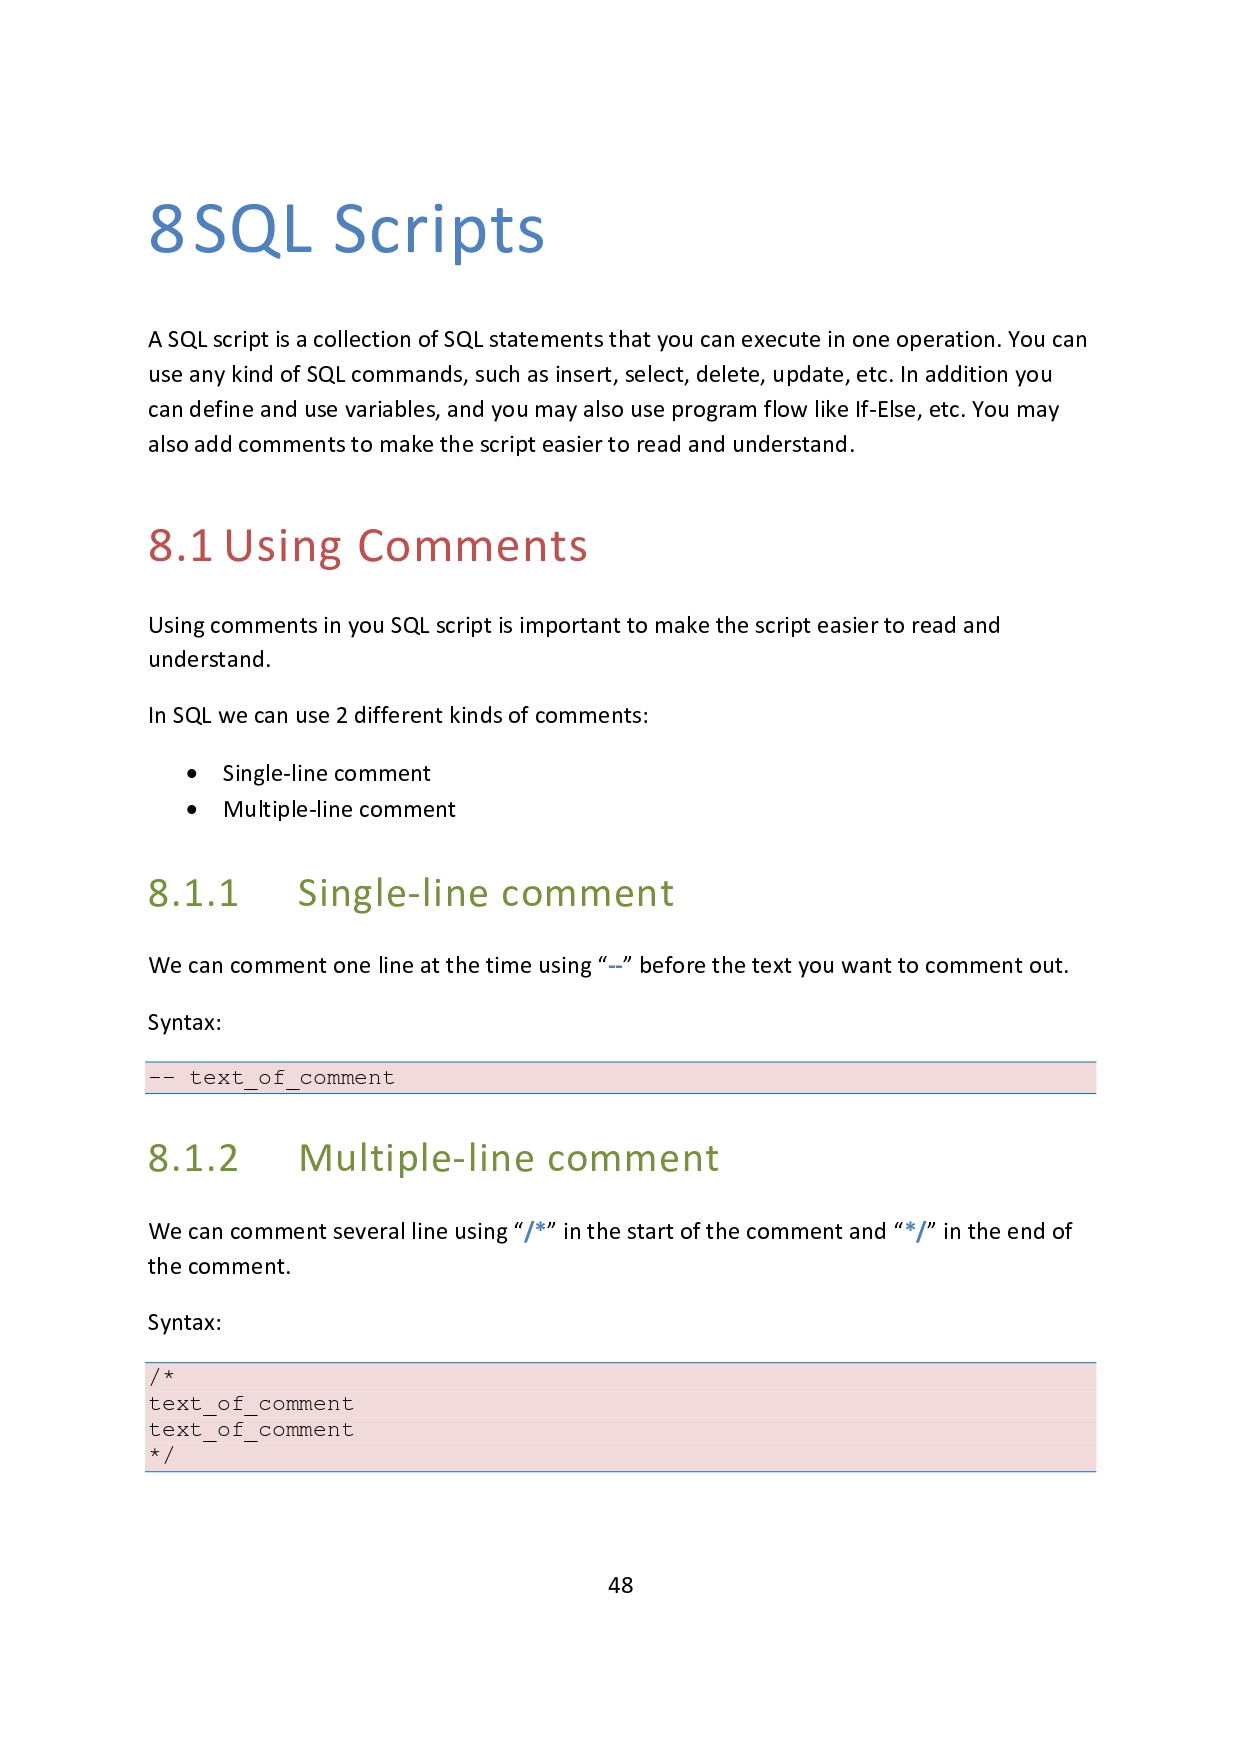 8 SQL Scripts
A SQL script is a collection of SQL statements that you can execute in one operation. You can
use any kind of SQL commands, such as insert, select, delete, update, etc. In addition you
can define and use variables, and you may also use program flow like If-Else, etc. You may
also add comments to make the script easier to read and understand.
8.1 Using Comments
Using comments in you SQL script is important to make the script easier to read and
understand.
In SQL we can use 2 different kinds of comments:
• Single-line comment
• Multiple-line comment
8.1.1 Single-line comment
We can comment one line at the time using “--” before the text you want to comment out.
Syntax:
-- text_of_comment
8.1.2 Multiple-line comment
We can comment several line using “/*” in the start of the comment and “*/” in the end of
the comment.
Syntax:
/*
text_of_comment
text_of_comment
*/
48